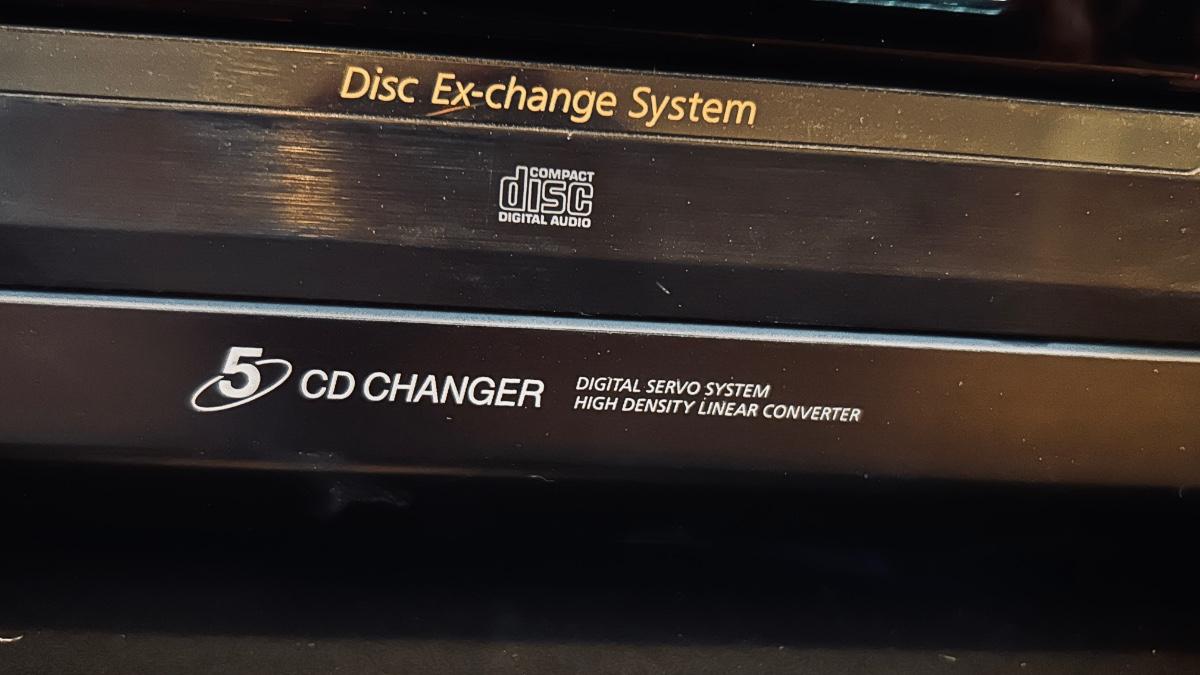 Disc Ex-change System
COMPACT
disc
DIGITAL AUDIO
5 CD CHANGER
DIGITAL SERVO SYSTEM
HIGH DENSITY LINEAR CONVERTER